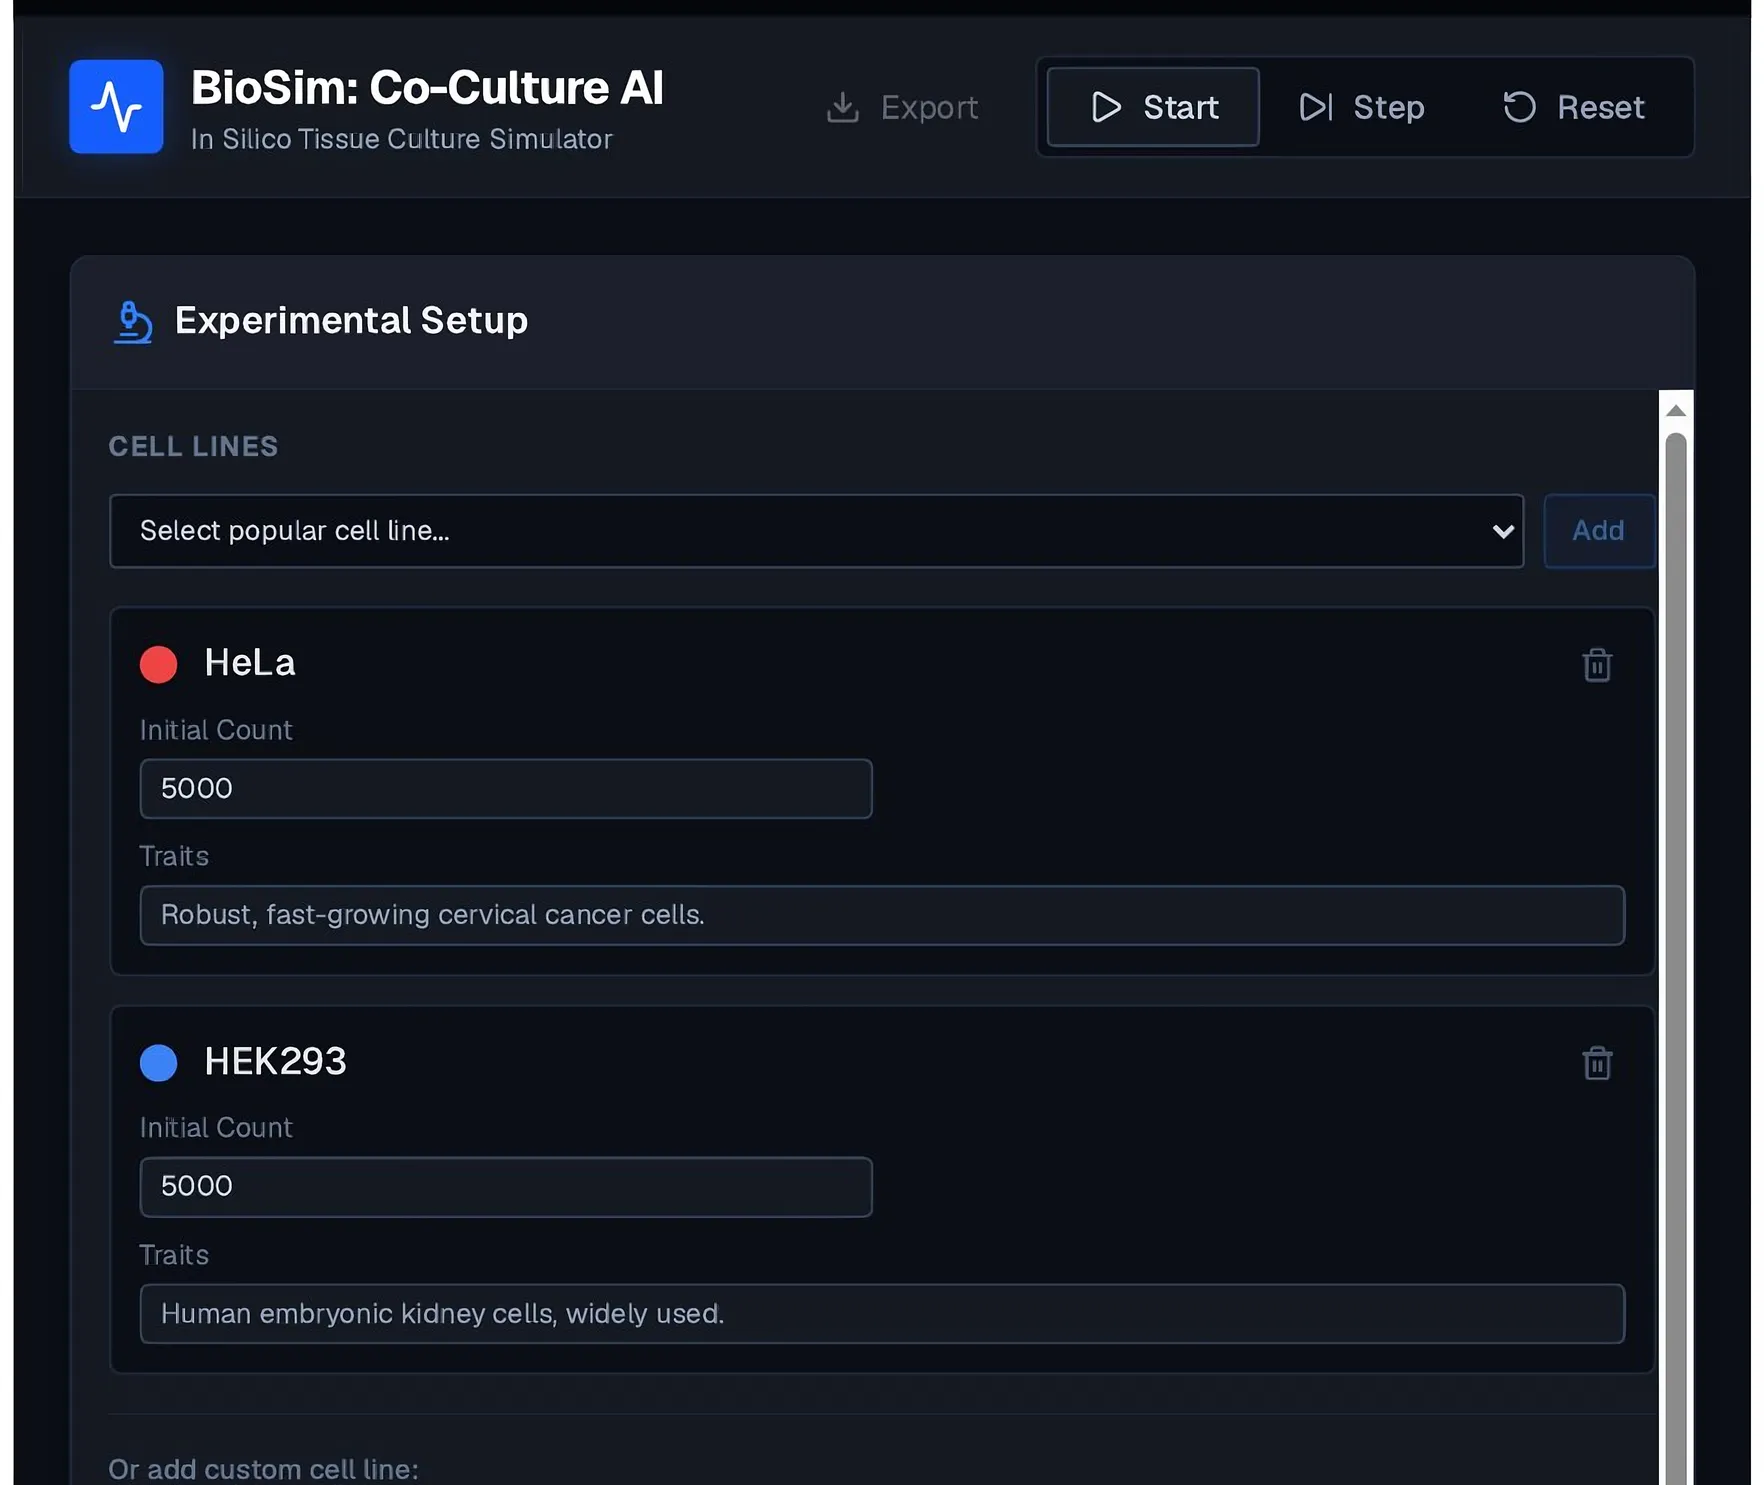 BioSim: Co-Culture AI
In Silico Tissue Culture Simulator
Export
Start
Step
Reset
Experimental Setup
CELL LINES
Select popular cell line...
Add
HeLa
Initial Count
5000
Traits
Robust, fast-growing cervical cancer cells.
HEK293
Initial Count
5000
Traits
Human embryonic kidney cells, widely used.
Or add custom cell line: